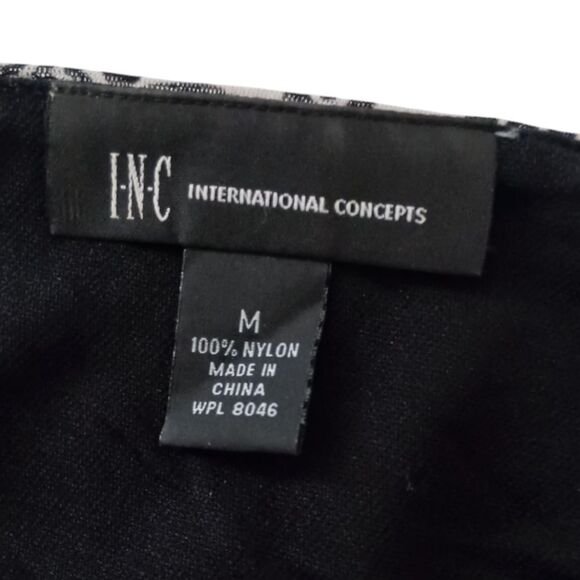 I·N·C INTERNATIONAL CONCEPTS
M
100% NYLON
MADE IN
CHINA
WPL 8046